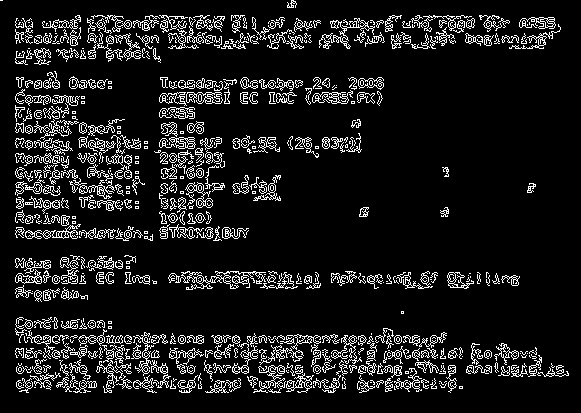 We want to congratulate all of our members who read our ARSS
Trading Alert on Monday. We think the fun is just beginning
with this stock!
Trade Date: Tuesday, October 24, 2006
Company: AMEROSSI EC INC (ARSS.PK)
Ticker: ARSS
Monday Open: $2.05
Monday Results: ARSS UP $0.55 (26.83%)
Monday Volume: 205,793
Current Price: $2.60
5-Day Target: $4.00 - $5.50
3-Week Target: $12.00
Rating: 10(10)
Recommendation: STRONG BUY
News Release:
Amerossi EC Inc. Announces Initial Marketing of Drilling
Program.
Conclusion:
These recommendations are investment opinions of
Market-Pulse.com and reflect the stock's potential to move
over the next one to three weeks of trading. This analysis is
done from a technical and fundamental perspective.